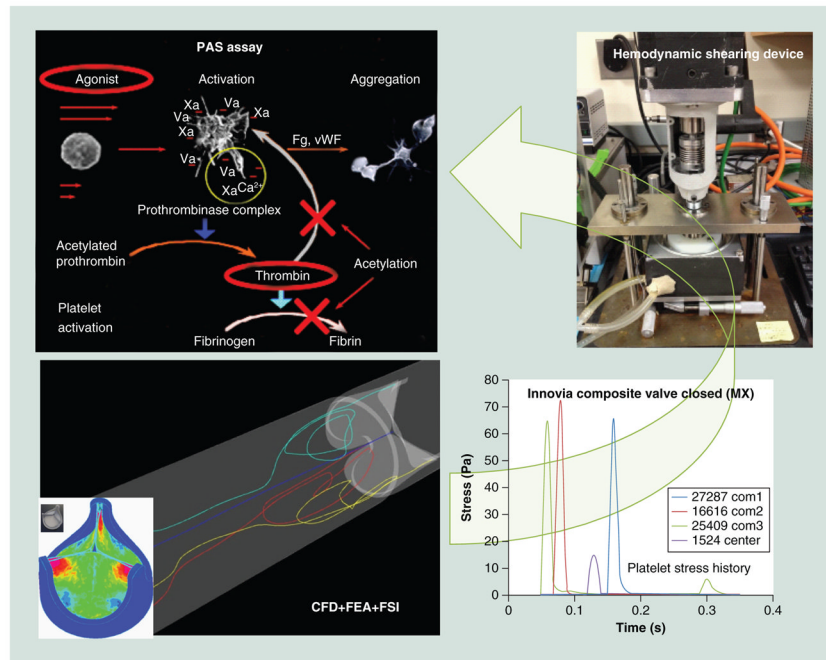 PAS assay
Agonist
Activation
Aggregation
Xa
Va
Va
Xa
Va
Xa
Va
Va
Fg, vWF
XaCa²⁺
Prothrombinase complex
Acetylated
prothrombin
Acetylation
Thrombin
Platelet
activation
Fibrinogen
Fibrin
Hemodynamic shearing device
CFD+FEA+FSI
Innovia composite valve closed (MX)
Stress (Pa)
80
70
60
50
40
30
20
10
0
27287 com1
16616 com2
25409 com3
1524 center
Platelet stress history
0
0.1
0.2
0.3
0.4
Time (s)